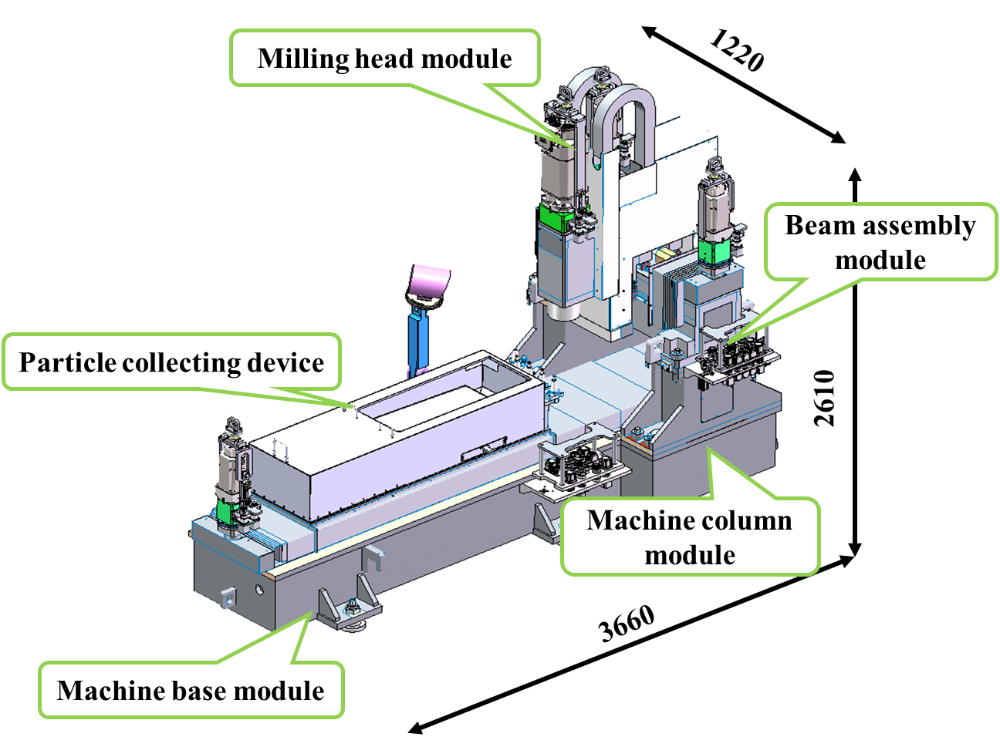 1220
Milling head module
Beam assembly
module
Particle collecting device
2610
Machine column
module
3660
Machine base module